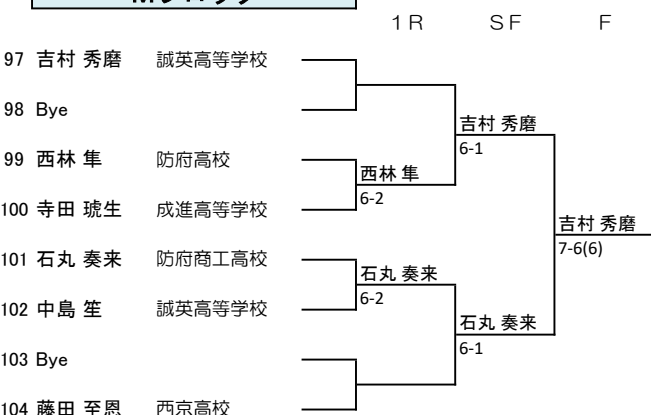 1R SF F
97 吉村 秀磨 誠英高等学校
98 Bye
吉村 秀磨
99 西林 隼 防府高校
6-1
西林 隼
100 寺田 琥生 成進高等学校
6-2
吉村 秀磨
101 石丸 奏来 防府商工高校
7-6(6)
石丸 奏来
102 中島 笙 誠英高等学校
6-2
石丸 奏来
103 Bye
6-1
104 藤田 至恩 西京高校